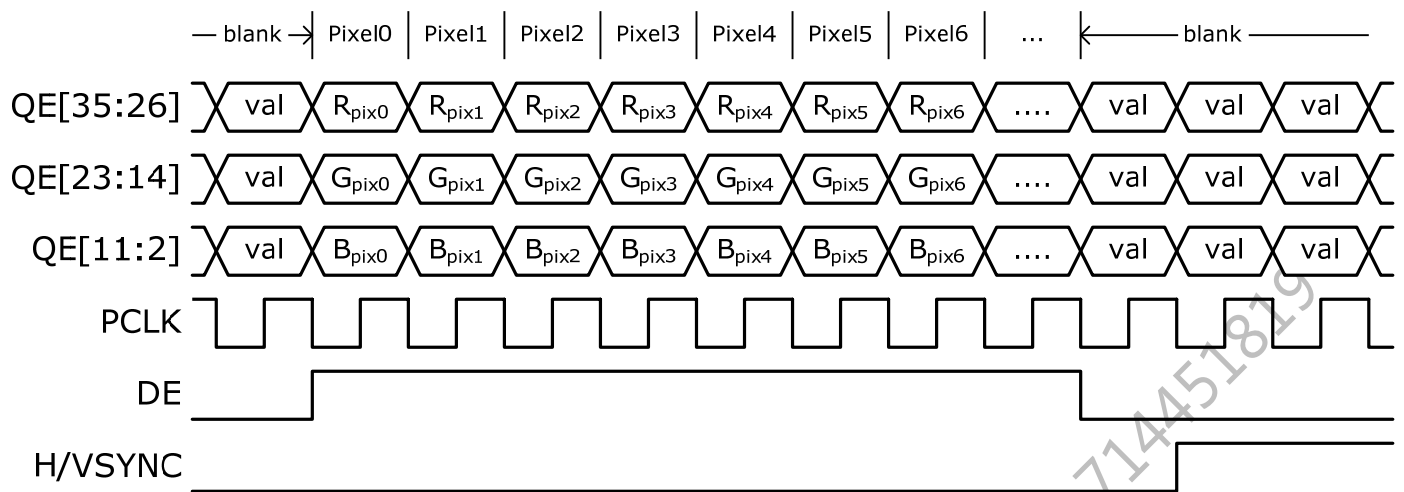 blank Pixel0 Pixel1 Pixel2 Pixel3 Pixel4 Pixel5 Pixel6 ... blank
QE[35:26] val Rpix0 Rpix1 Rpix2 Rpix3 Rpix4 Rpix5 Rpix6 .... val val val
QE[23:14] val Gpix0 Gpix1 Gpix2 Gpix3 Gpix4 Gpix5 Gpix6 .... val val val
QE[11:2] val Bpix0 Bpix1 Bpix2 Bpix3 Bpix4 Bpix5 Bpix6 .... val val val
PCLK
DE
H/VSYNC
714451819